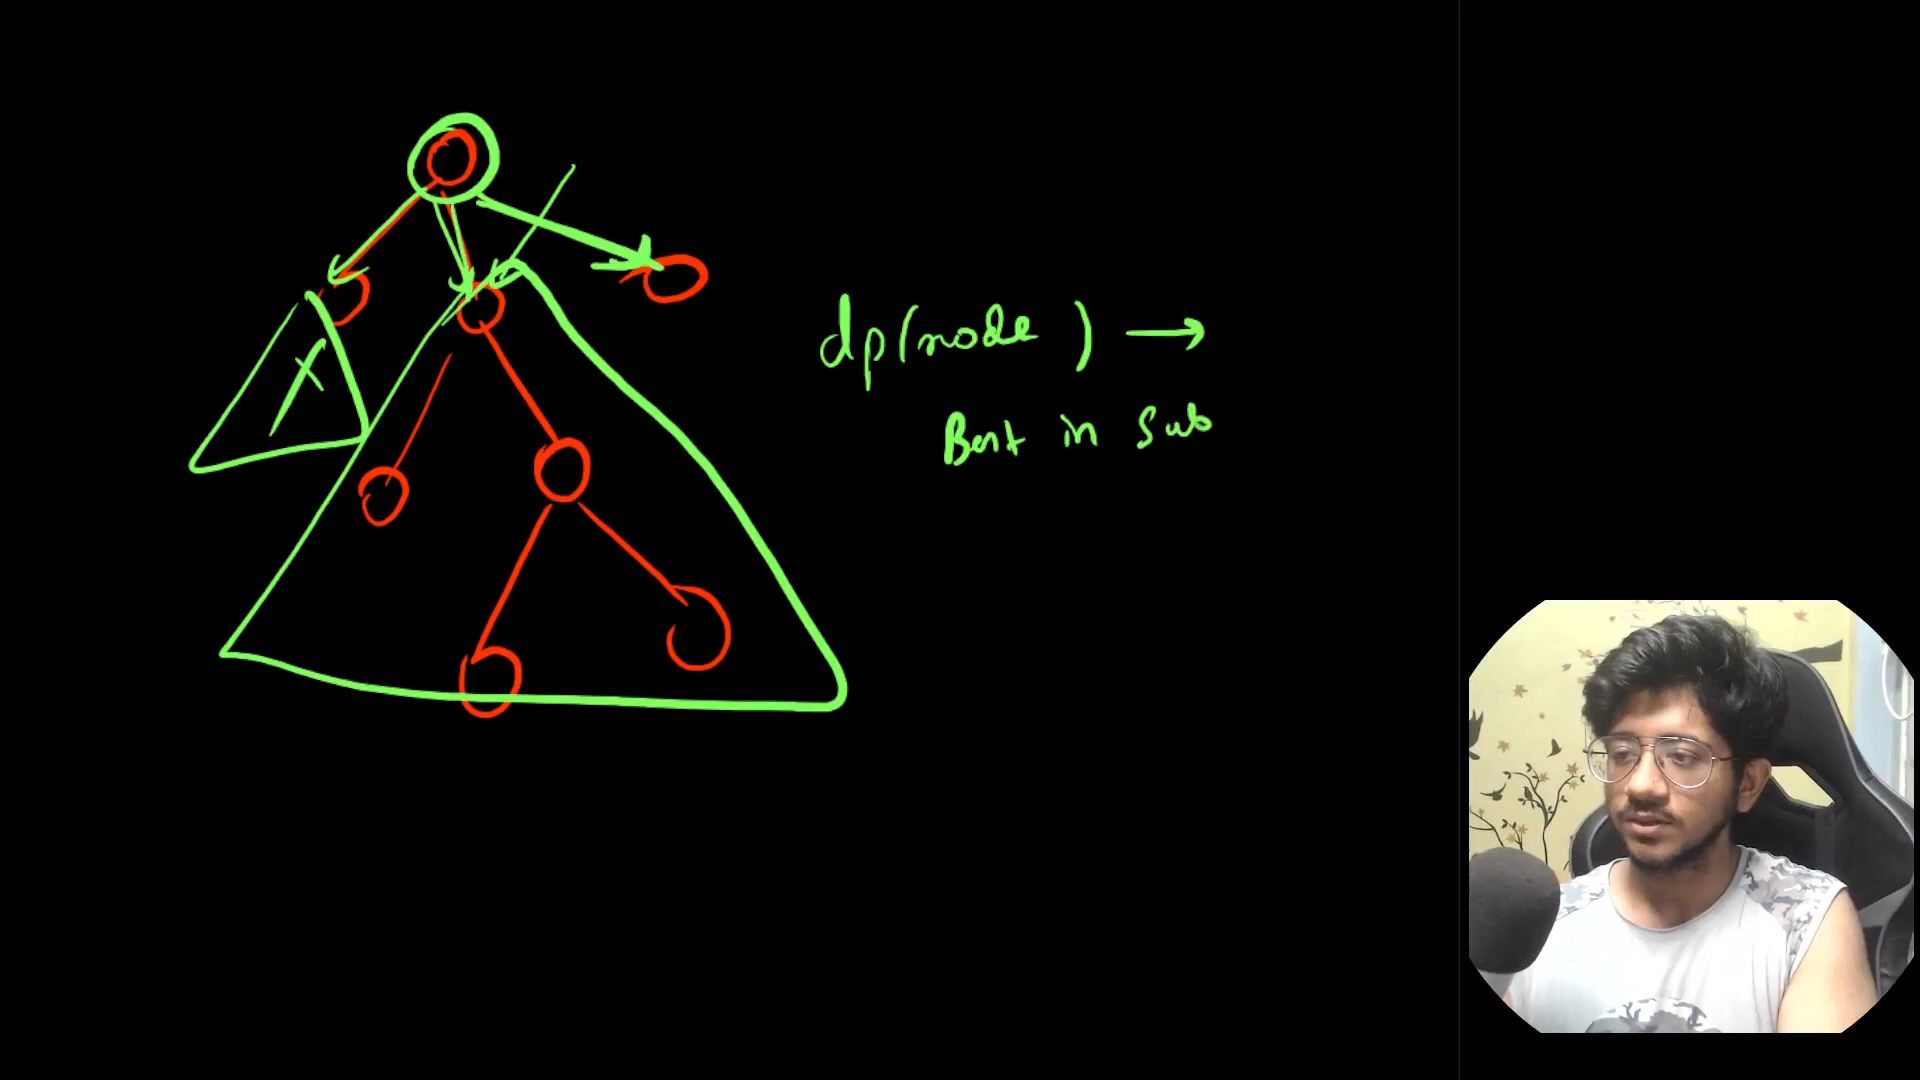 X
dp(node ) →
Best in Sub